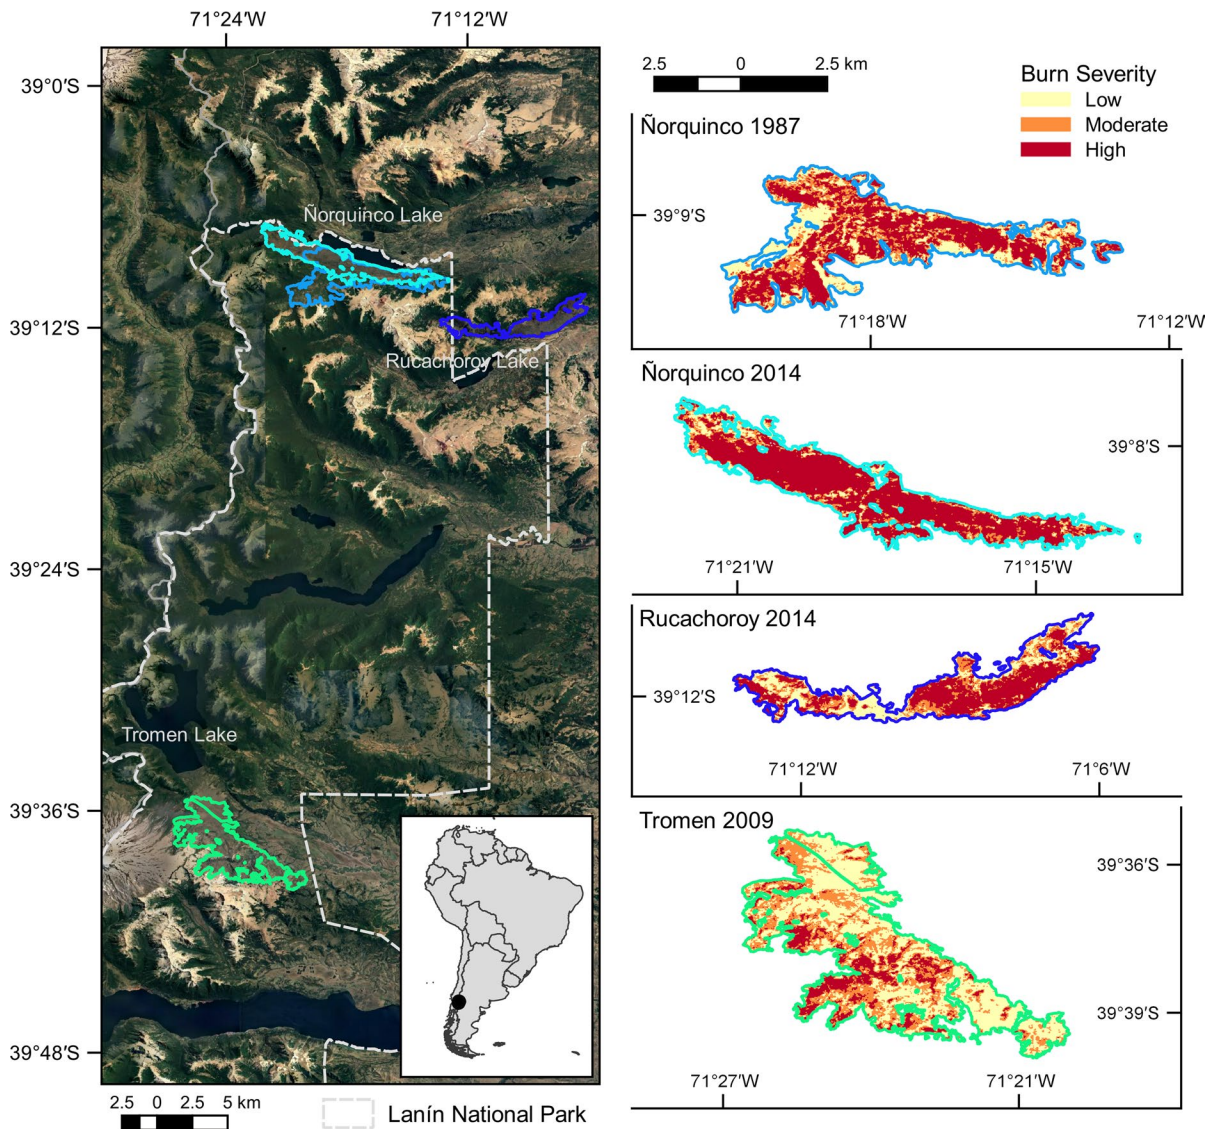 71°24'W
71°12'W
39°0'S
39°12'S
39°24'S
39°36'S
39°48'S
Ñorquinco Lake
Rucachoroy Lake
Tromen Lake
2.5 0 5 km
Lanín National Park
2.5 0 2.5 km
Burn Severity
Low
Moderate
High
Ñorquinco 1987
39°9'S
71°18'W
71°12'W
Ñorquinco 2014
39°8'S
71°21'W
71°15'W
Rucachoroy 2014
39°12'S
71°12'W
71°6'W
Tromen 2009
39°36'S
39°39'S
71°27'W
71°21'W